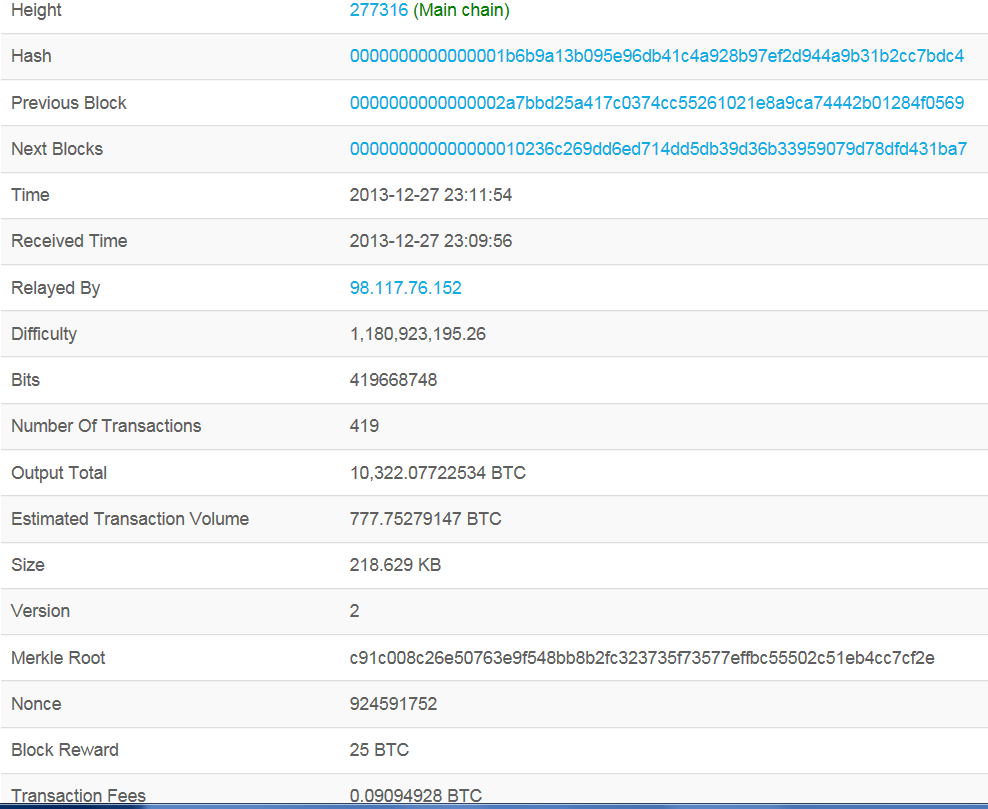 Height 277316 (Main chain)
Hash 0000000000000001b6b9a13b095e96db41c4a928b97ef2d944a9b31b2cc7bdc4
Previous Block 0000000000000002a7bbd25a417c0374cc55261021e8a9ca74442b01284f0569
Next Blocks 000000000000000010236c269dd6ed714dd5db39d36b33959079d78dfd431ba7
Time 2013-12-27 23:11:54
Received Time 2013-12-27 23:09:56
Relayed By 98.117.76.152
Difficulty 1,180,923,195.26
Bits 419668748
Number Of Transactions 419
Output Total 10,322.07722534 BTC
Estimated Transaction Volume 777.75279147 BTC
Size 218.629 KB
Version 2
Merkle Root c91c008c26e50763e9f548bb8b2fc323735f73577effbc55502c51eb4cc7cf2e
Nonce 924591752
Block Reward 25 BTC
Transaction Fees 0.09094928 BTC